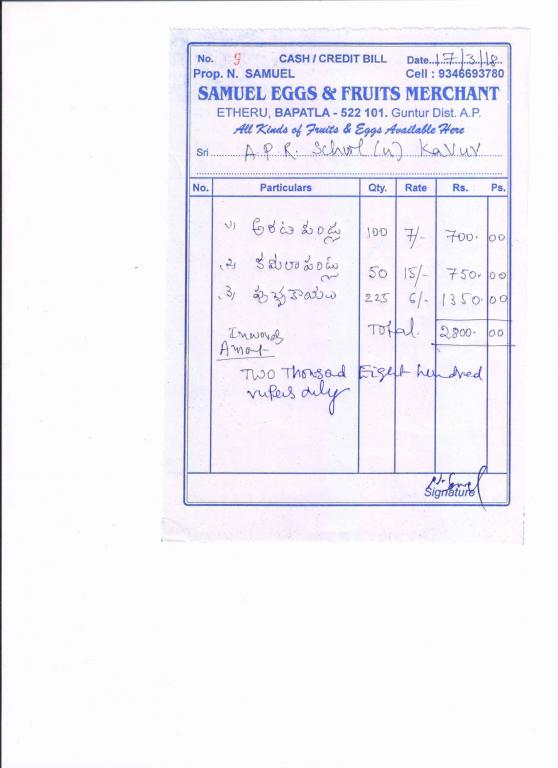 No. 9 CASH / CREDIT BILL Date 17/3/18
Prop. N. SAMUEL Cell : 9346693780
SAMUEL EGGS & FRUITS MERCHANT
ETHERU, BAPATLA - 522 101. Guntur Dist. A.P.
All Kinds of Fruits & Eggs Available Here
Sri A.P.R. School (U) Kavur
No. Particulars Qty. Rate Rs. Ps.
1) అరటి పండ్లు 100 7/- 700. 00
2) కమలా పండ్లు 50 15/- 750. 00
3) పుచ్చకాయలు 225 6/- 1350. 00
Inwords Total. 2800. 00
Amout
Two Thousad Eight hundred
rupees only
Signature